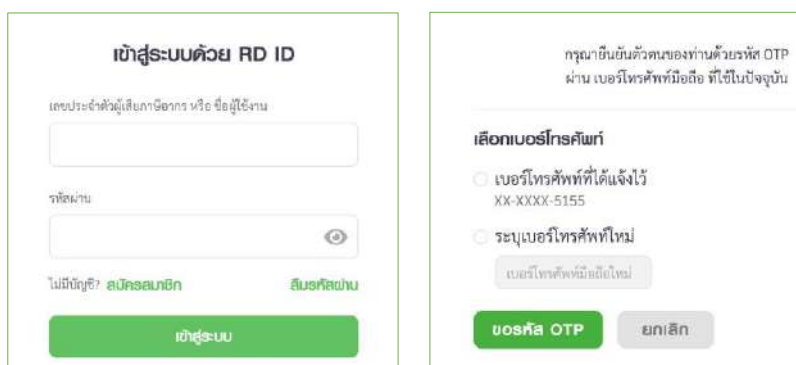 เข้าสู่ระบบด้วย RD ID
เลขประจำตัวผู้เสียภาษีอากร หรือ ชื่อผู้ใช้งาน
รหัสผ่าน
ไม่มีบัญชี? สมัครสมาชิก ลืมรหัสผ่าน
เข้าสู่ระบบ
กรุณายืนยันตัวตนของท่านด้วยรหัส OTP
ผ่าน เบอร์โทรศัพท์มือถือ ที่ใช้ในปัจจุบัน
เลือกเบอร์โทรศัพท์
เบอร์โทรศัพท์ที่ได้แจ้งไว้
XX-XXXX-5155
ระบุเบอร์โทรศัพท์ใหม่
เบอร์โทรศัพท์มือถือใหม่
ขอรหัส OTP ยกเลิก